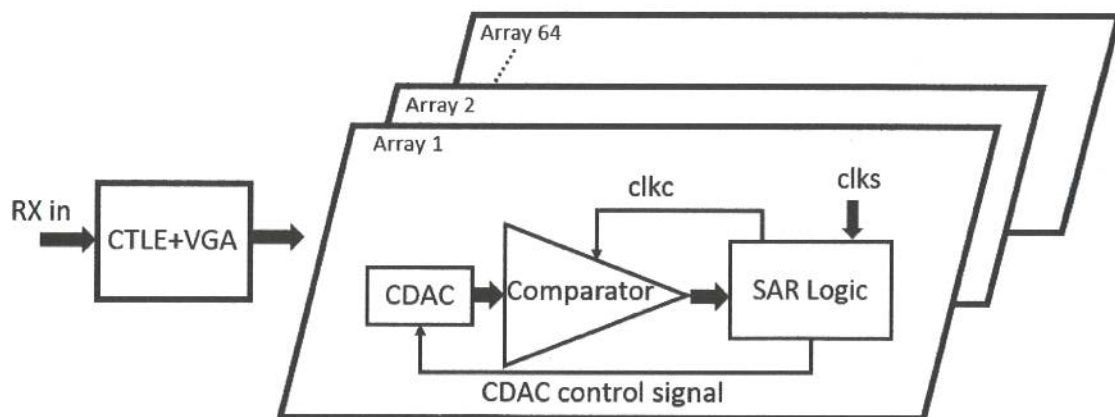 Array 64
Array 2
Array 1
clkc
clks
RX in
CTLE+VGA
CDAC
Comparator
SAR Logic
CDAC control signal